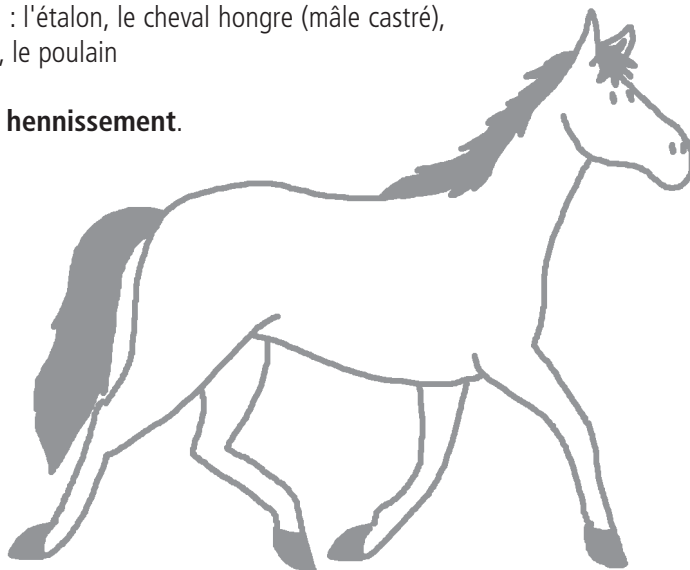 : l'étalon, le cheval hongre (mâle castré),
, le poulain
hennissement.